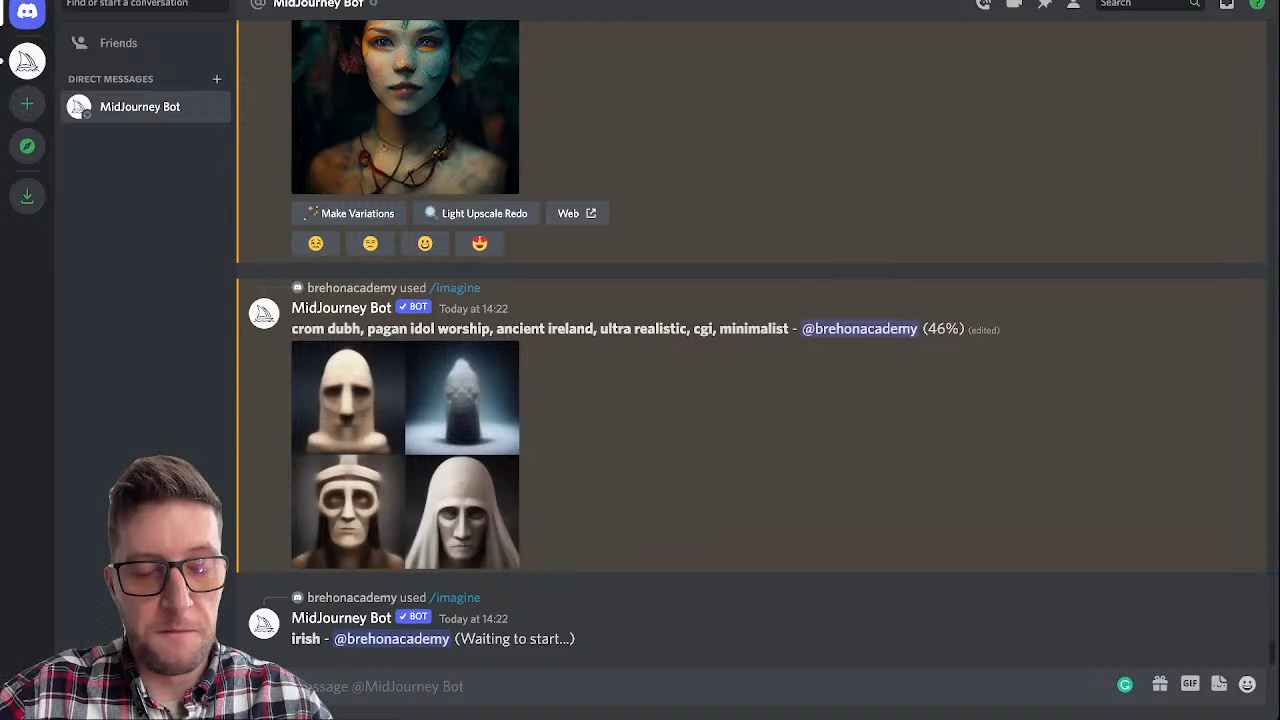 Find or start a conversation
MidJourney Bot
Search
Friends
DIRECT MESSAGES
MidJourney Bot
Make Variations
Light Upscale Redo
Web
brehonacademy used /imagine
MidJourney Bot ✓ BOT Today at 14:22
crom dubh, pagan idol worship, ancient ireland, ultra realistic, cgi, minimalist - @brehonacademy (46%) (edited)
brehonacademy used /imagine
MidJourney Bot ✓ BOT Today at 14:22
irish - @brehonacademy (Waiting to start...)
essage @MidJourney Bot
GIF